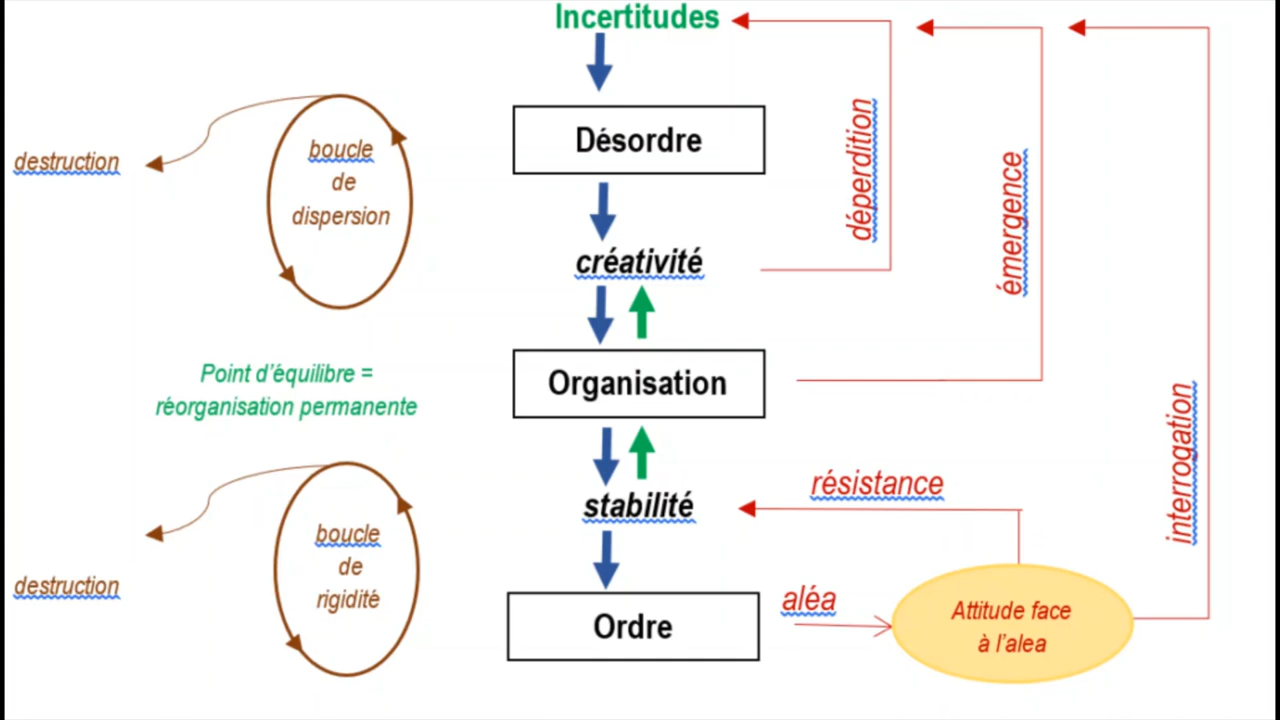 Incertitudes
Désordre
déperdition
émergence
destruction
boucle
de
dispersion
créativité
Point d'équilibre =
réorganisation permanente
Organisation
interrogation
résistance
stabilité
destruction
boucle
de
rigidité
Ordre
aléa
Attitude face
à l'alea